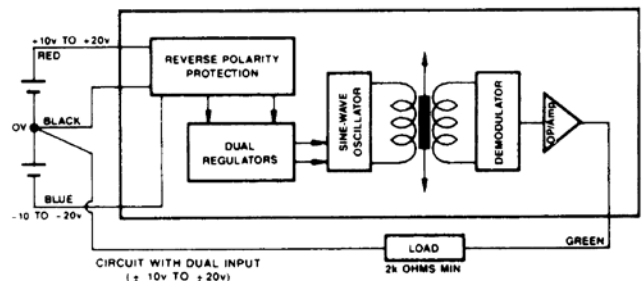 +10v TO +20v
RED
REVERSE POLARITY
PROTECTION
0V
BLACK
DUAL
REGULATORS
SINE-WAVE
OSCILLATOR
DEMODULATOR
OP/Amp
BLUE
-10 TO -20v
LOAD
GREEN
2k OHMS MIN
CIRCUIT WITH DUAL INPUT
(± 10v TO ±20v)